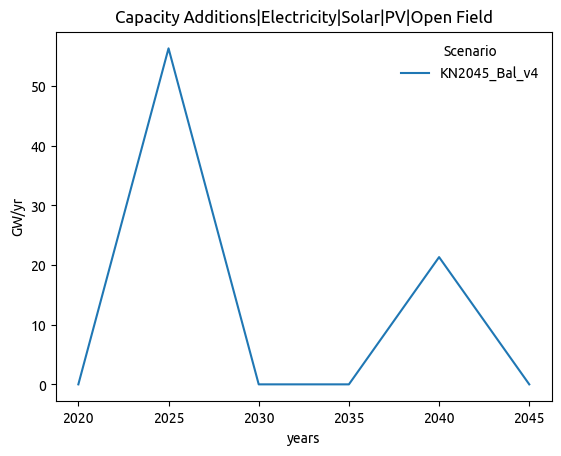 Capacity Additions|Electricity|Solar|PV|Open Field
Scenario
KN2045_Bal_v4
GW/yr
50
40
30
20
10
0
2020 2025 2030 2035 2040 2045
years